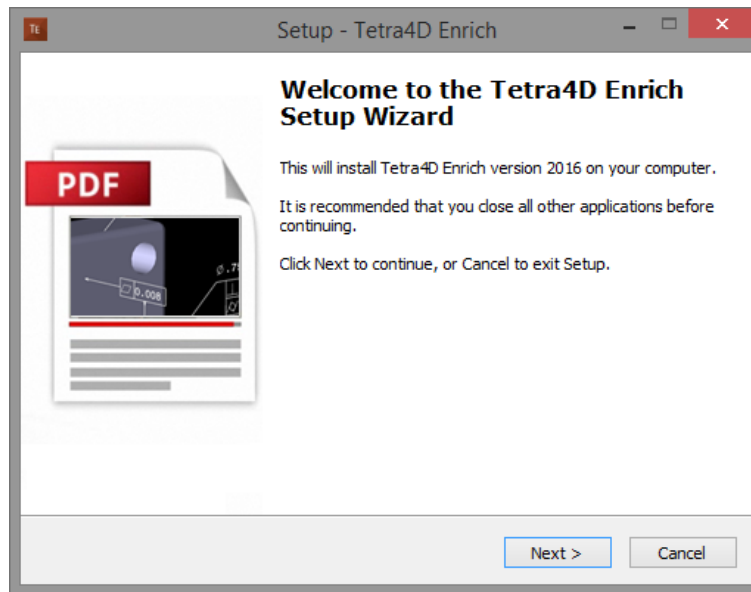 TE
Setup - Tetra4D Enrich
Welcome to the Tetra4D Enrich
Setup Wizard
This will install Tetra4D Enrich version 2016 on your computer.
It is recommended that you close all other applications before
continuing.
Click Next to continue, or Cancel to exit Setup.
PDF
0.008
Next >
Cancel